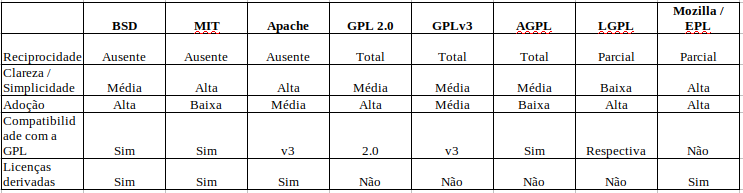 BSD MIT Apache GPL 2.0 GPLv3 AGPL LGPL Mozilla / EPL
Reciprocidade Ausente Ausente Ausente Total Total Total Parcial Parcial
Clareza / Simplicidade Média Alta Alta Média Média Média Baixa Alta
Adoção Alta Baixa Média Alta Média Baixa Alta Alta
Compatibilid ade com a GPL Sim Sim v3 2.0 v3 Sim Respectiva Não
Licenças derivadas Sim Sim Sim Não Não Não Não Sim